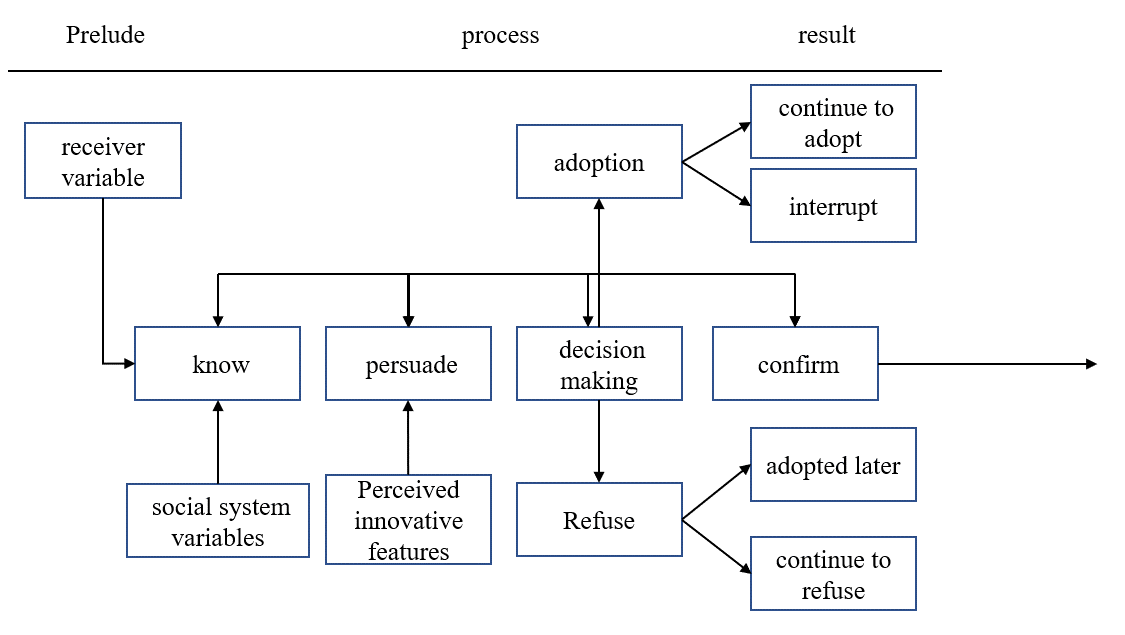 Prelude
process
result
receiver
variable
adoption
continue to
adopt
interrupt
know
persuade
decision
making
confirm
social system
variables
Perceived
innovative
features
Refuse
adopted later
continue to
refuse